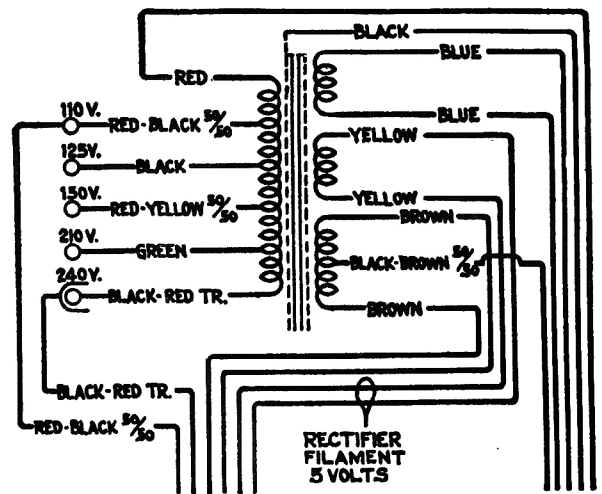 BLACK
BLUE
RED
110V.
RED-BLACK 50/50
BLUE
125V.
YELLOW
BLACK
150V.
RED-YELLOW 50/50
YELLOW
BROWN
210V.
GREEN
BLACK-BROWN 50/50
240V.
BLACK-RED TR.
BROWN
BLACK-RED TR.
RED-BLACK 50/50
RECTIFIER
FILAMENT
5 VOLTS